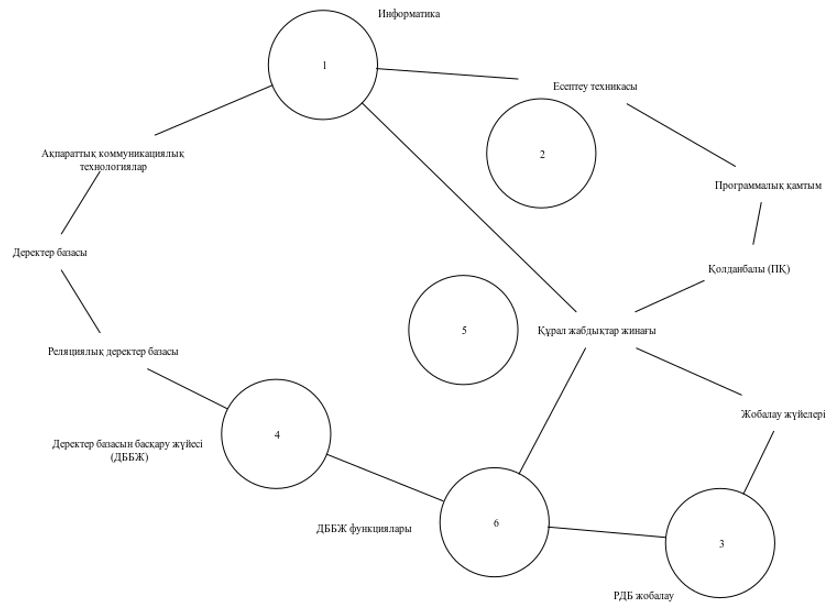 Информатика
1
Есептеу техникасы
2
Ақпараттық коммуникациялық
технологиялар
Программалық қамтым
Деректер базасы
Қолданбалы (ПҚ)
5
Құрал жабдықтар жинағы
Реляциялық деректер базасы
Жобалау жүйелері
4
Деректер базасын басқару жүйесі
(ДББЖ)
6
ДББЖ функциялары
3
РДБ жобалау